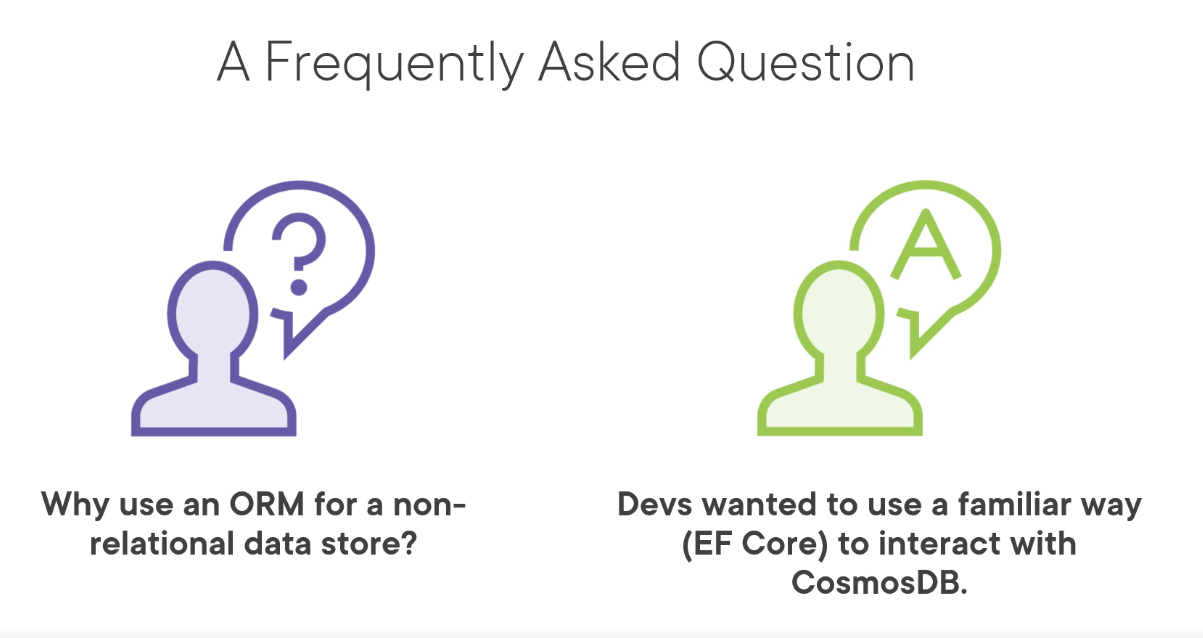 A Frequently Asked Question
?
A
Why use an ORM for a non-
relational data store?
Devs wanted to use a familiar way
(EF Core) to interact with
CosmosDB.